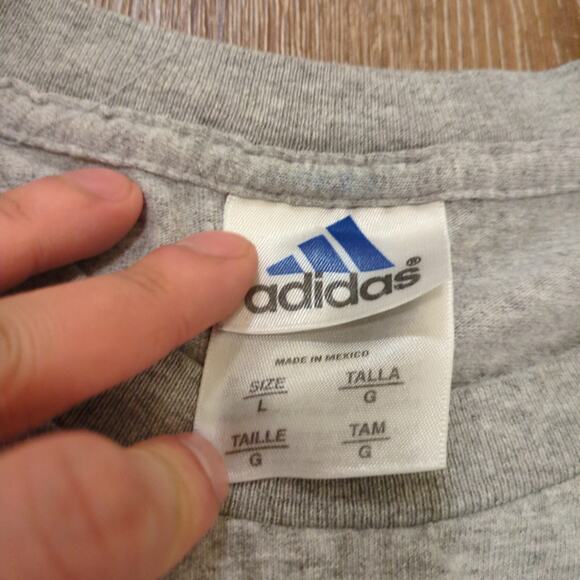 adidas®
MADE IN MEXICO
SIZE TALLA
L G
TAILLE TAM
G G